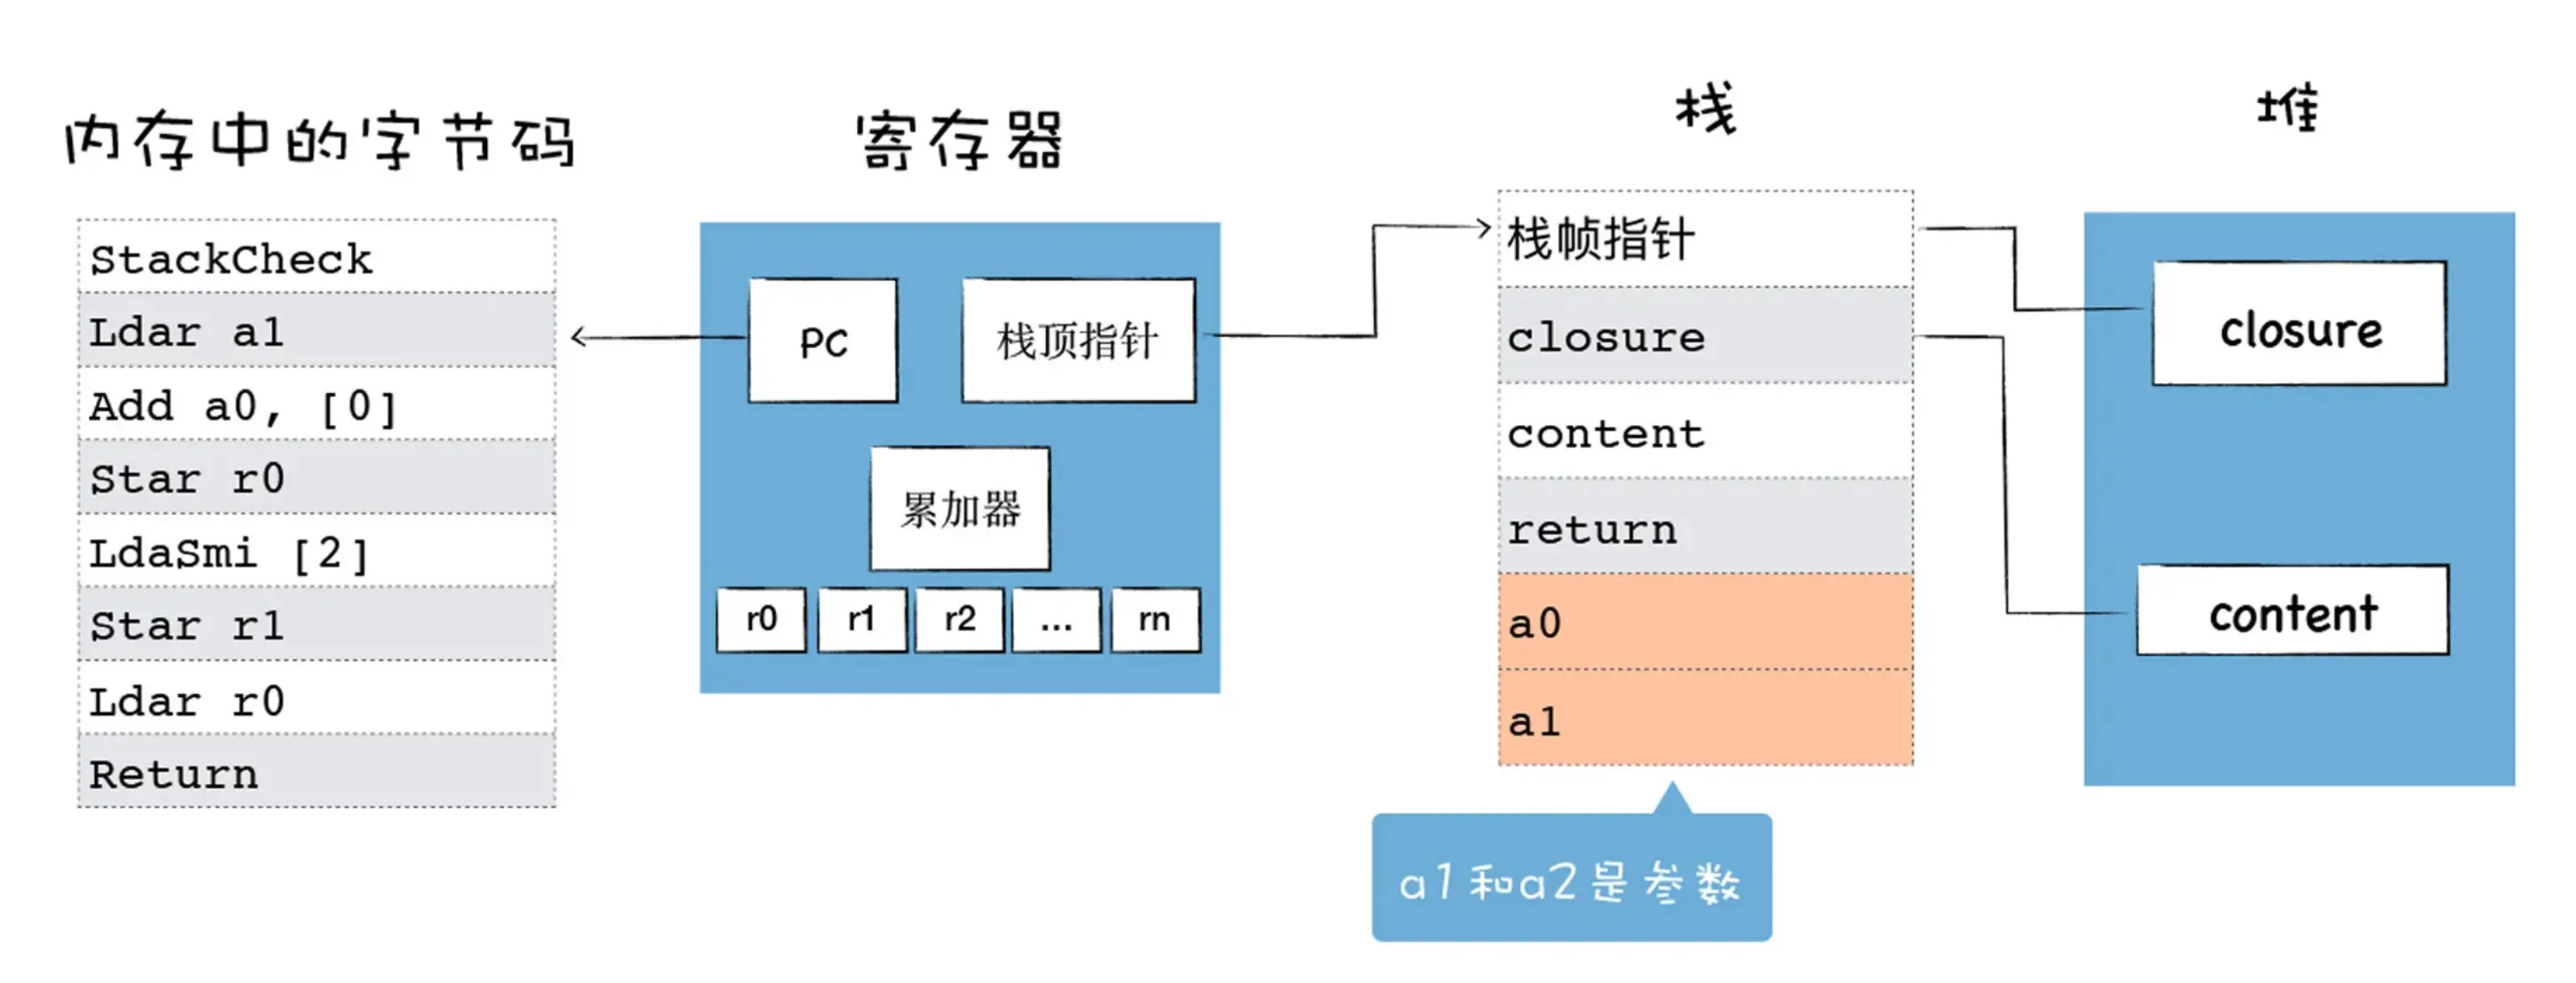 内存中的字节码
StackCheck
Ldar a1
Add a0, [0]
Star r0
LdaSmi [2]
Star r1
Ldar r0
Return
寄存器
PC
栈顶指针
累加器
r0
r1
r2
...
rn
栈
栈帧指针
closure
content
return
a0
a1
a1和a2是参数
堆
closure
content